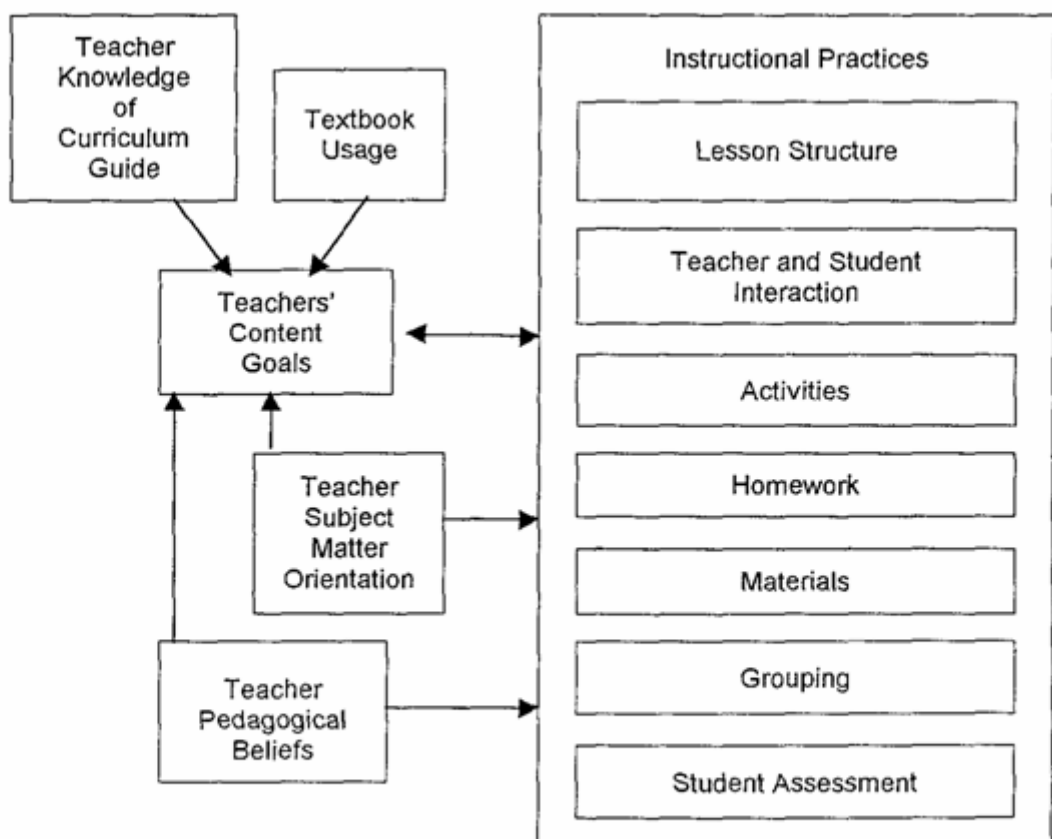 Teacher
Knowledge
of
Curriculum
Guide
Textbook
Usage
Teachers'
Content
Goals
Teacher
Subject
Matter
Orientation
Teacher
Pedagogical
Beliefs
Instructional Practices
Lesson Structure
Teacher and Student
Interaction
Activities
Homework
Materials
Grouping
Student Assessment